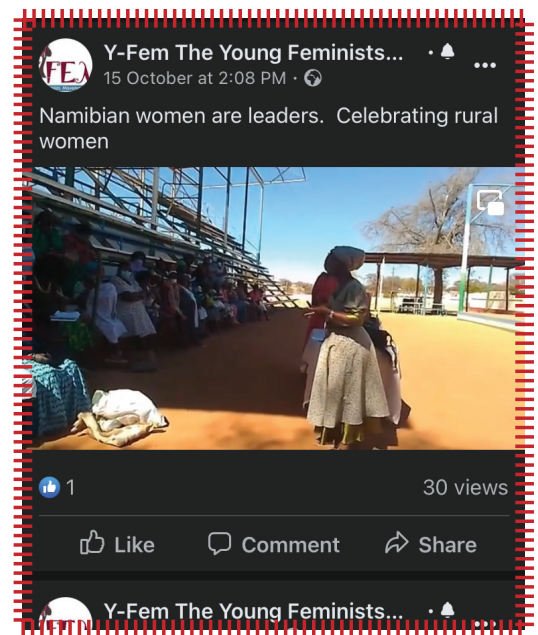 Y-Fem The Young Feminists...
FEM
15 October at 2:08 PM
Namibian women are leaders.  Celebrating rural
women
1
30 views
Like
Comment
Share
Y-Fem The Young Feminists...